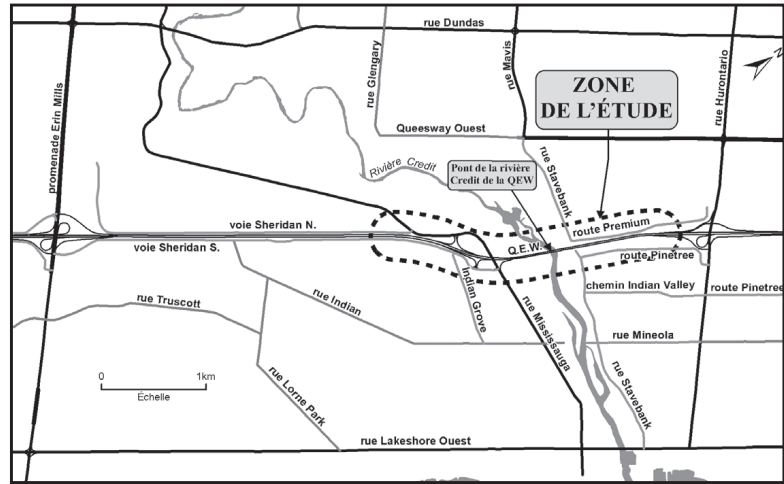 rue Dundas
rue Glengary
rue Mavis
ZONE
DE L'ÉTUDE
rue Hurontario
N
promenade Erin Mills
Queesway Ouest
Rivière Credit
Pont de la rivière
Credit de la QEW
rue Stavebank
route Premium
voie Sheridan N.
voie Sheridan S.
Q.E.W.
route Pinetree
chemin Indian Valley
route Pinetree
rue Truscott
rue Indian
Indian Grove
rue Mississauga
rue Mineola
0
1km
Échelle
rue Lorne Park
rue Stavebank
rue Lakeshore Ouest